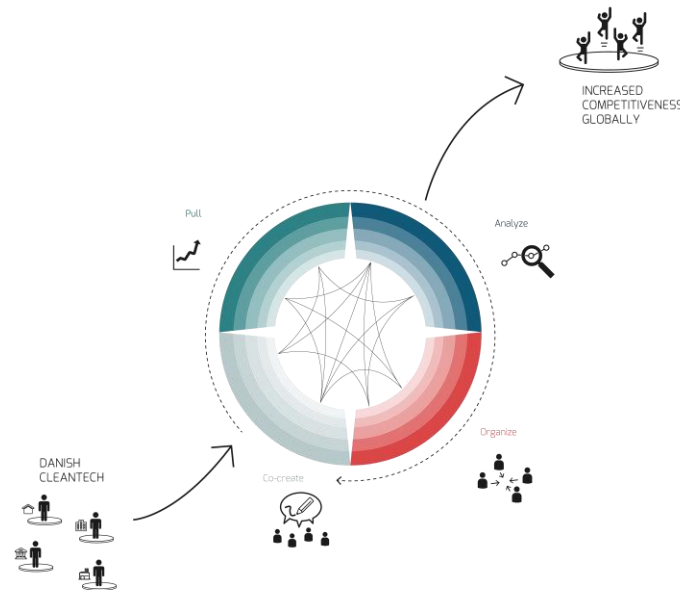 INCREASED
COMPETITIVENESS
GLOBALLY
Pull
Analyze
Organize
DANISH
CLEANTECH
Co-create